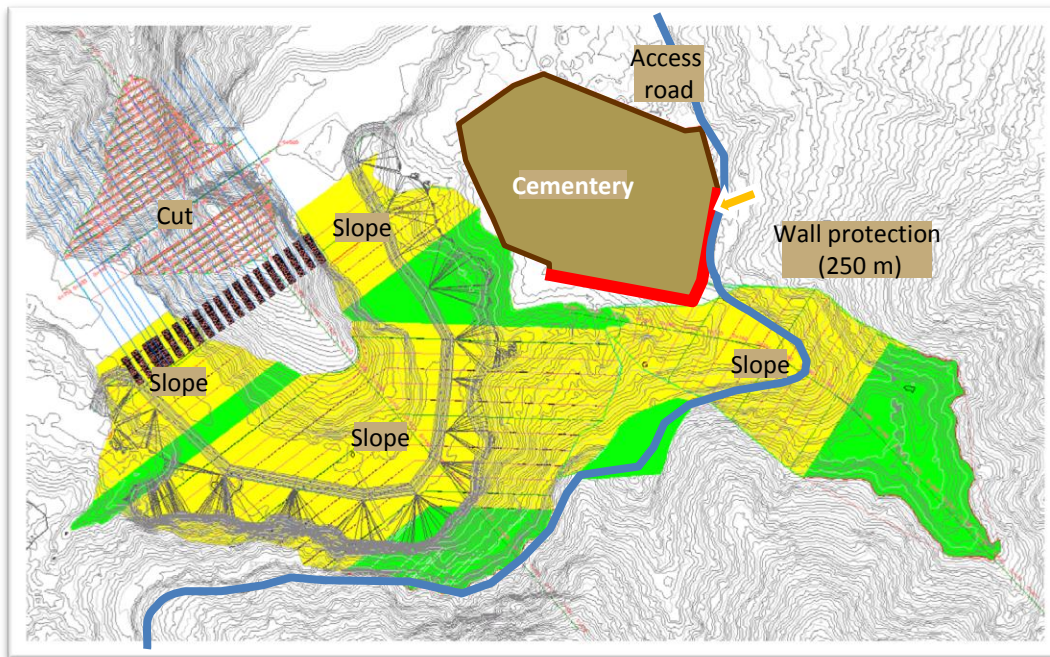 Access
road
Cementery
Cut
Slope
Wall protection
(250 m)
Slope
Slope
Slope